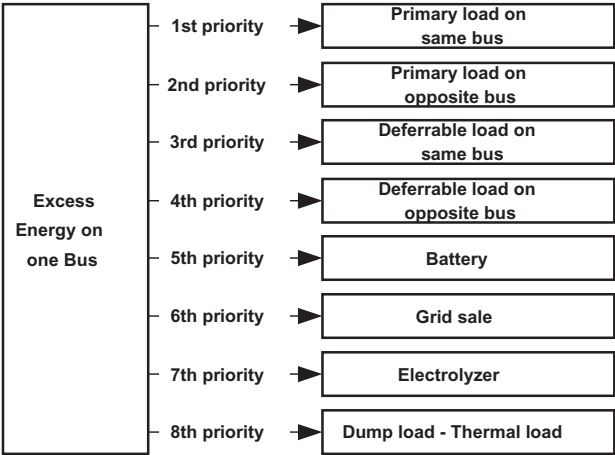 Excess
Energy on
one Bus
1st priority
Primary load on
same bus
2nd priority
Primary load on
opposite bus
3rd priority
Deferrable load on
same bus
4th priority
Deferrable load on
opposite bus
5th priority
Battery
6th priority
Grid sale
7th priority
Electrolyzer
8th priority
Dump load - Thermal load